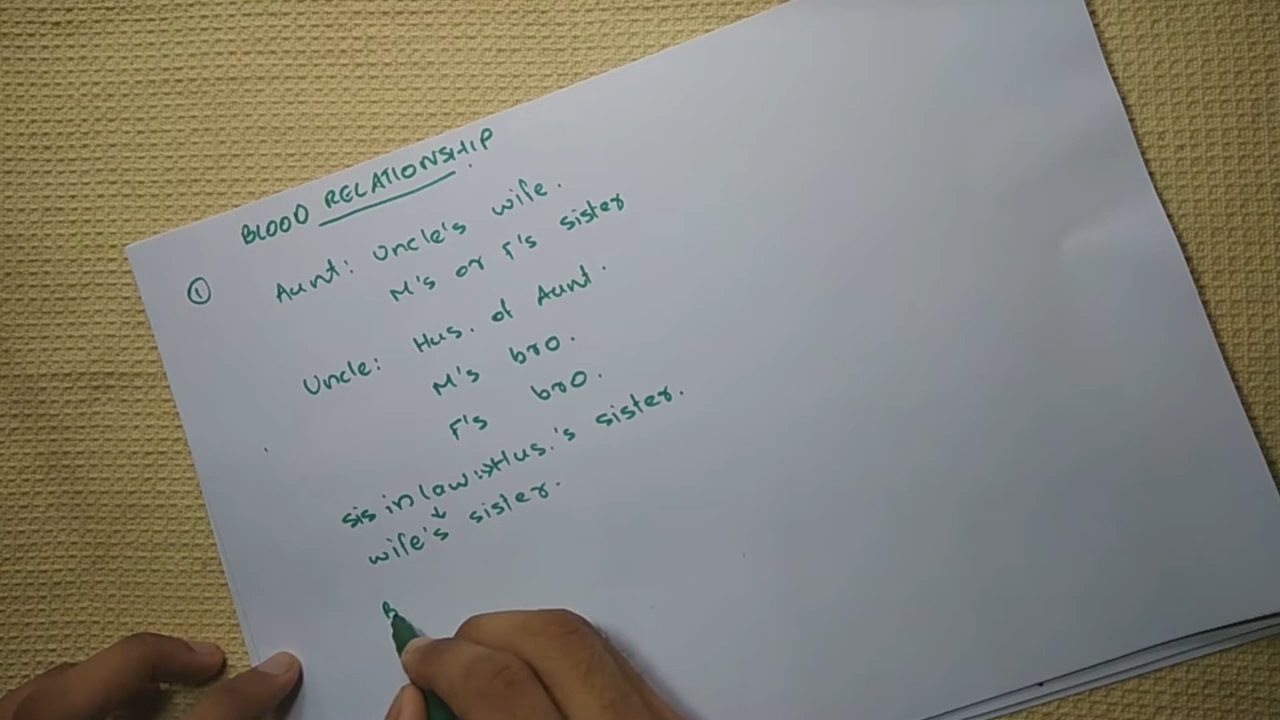 BLOOD RELATIONSHIP
① Aunt: Uncle's wife.
M's or F's sister
Uncle: Hus. of Aunt.
M's bro.
F's bro.
sis in law:→Hus.'s sister.
↓
wife's sister.
B